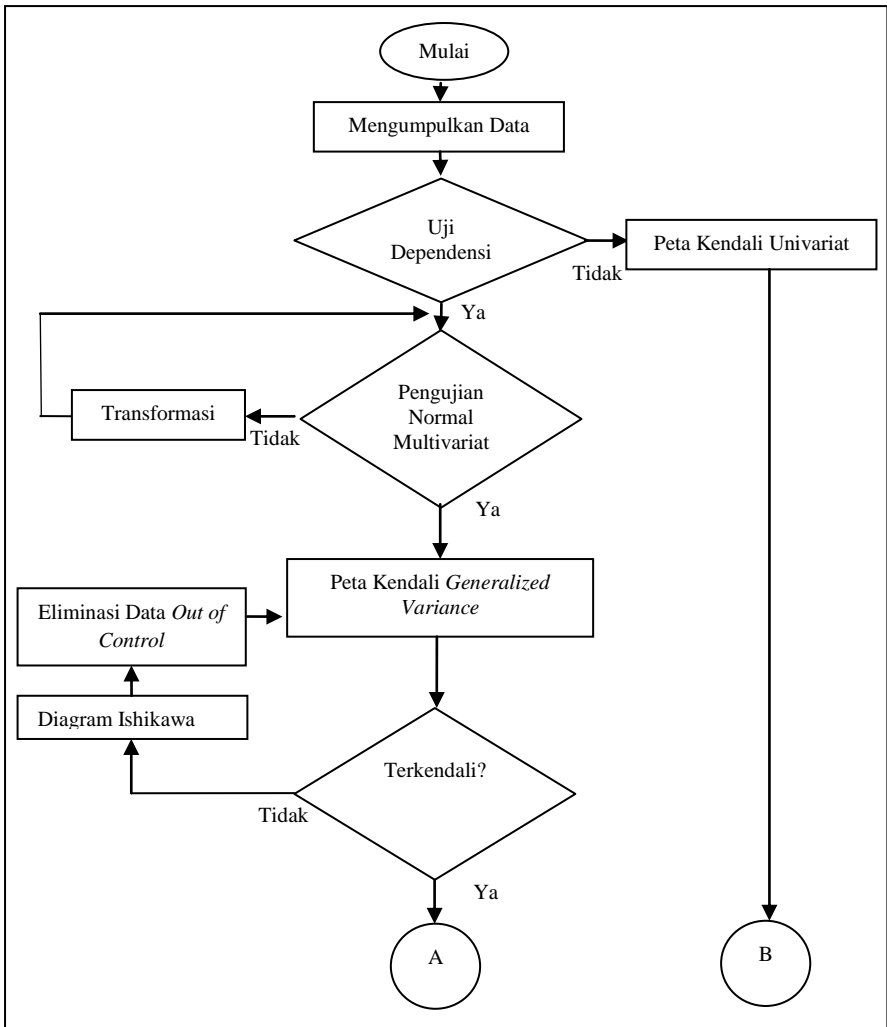 Mulai
Mengumpulkan Data
Uji
Dependensi
Peta Kendali Univariat
Tidak
Ya
Pengujian
Normal
Multivariat
Transformasi
Tidak
Ya
Peta Kendali Generalized
Variance
Eliminasi Data Out of
Control
Diagram Ishikawa
Terkendali?
Tidak
Ya
A
B